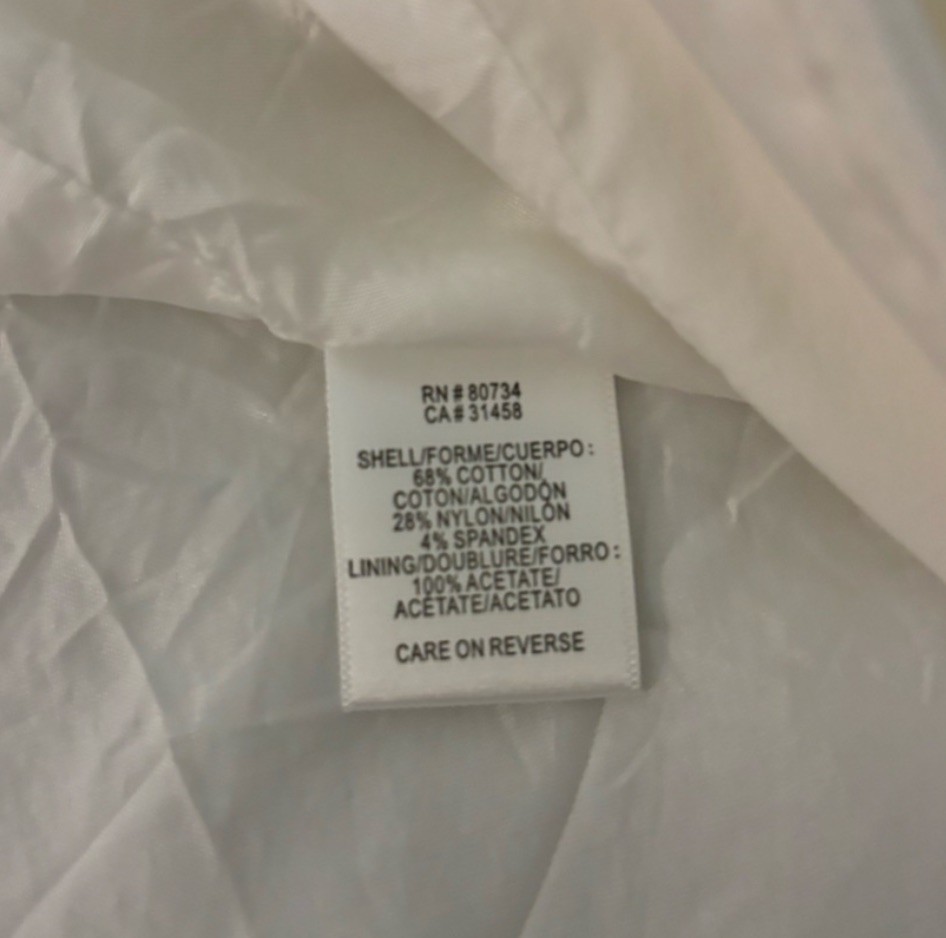 RN # 80734
CA # 31458
SHELL/FORME/CUERPO :
68% COTTON/
COTON/ALGODÓN
28% NYLON/NILÓN
4% SPANDEX
LINING/DOUBLURE/FORRO :
100% ACETATE/
ACÉTATE/ACETATO
CARE ON REVERSE